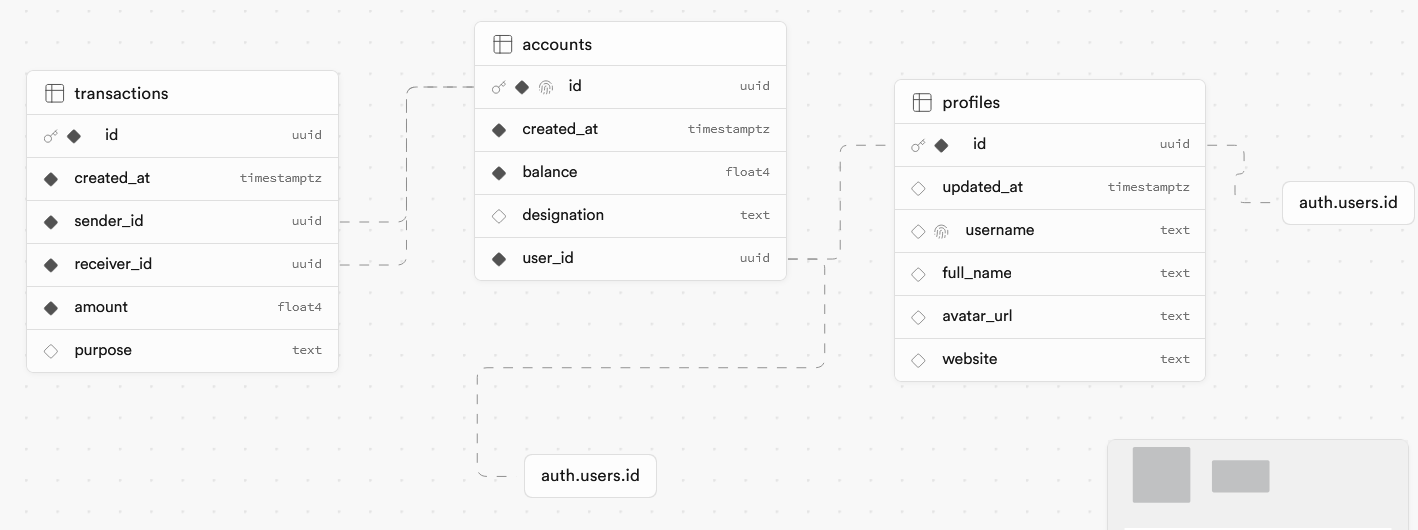 transactions
id uuid
created_at timestamptz
sender_id uuid
receiver_id uuid
amount float4
purpose text
accounts
id uuid
created_at timestamptz
balance float4
designation text
user_id uuid
profiles
id uuid
updated_at timestamptz
username text
full_name text
avatar_url text
website text
auth.users.id
auth.users.id